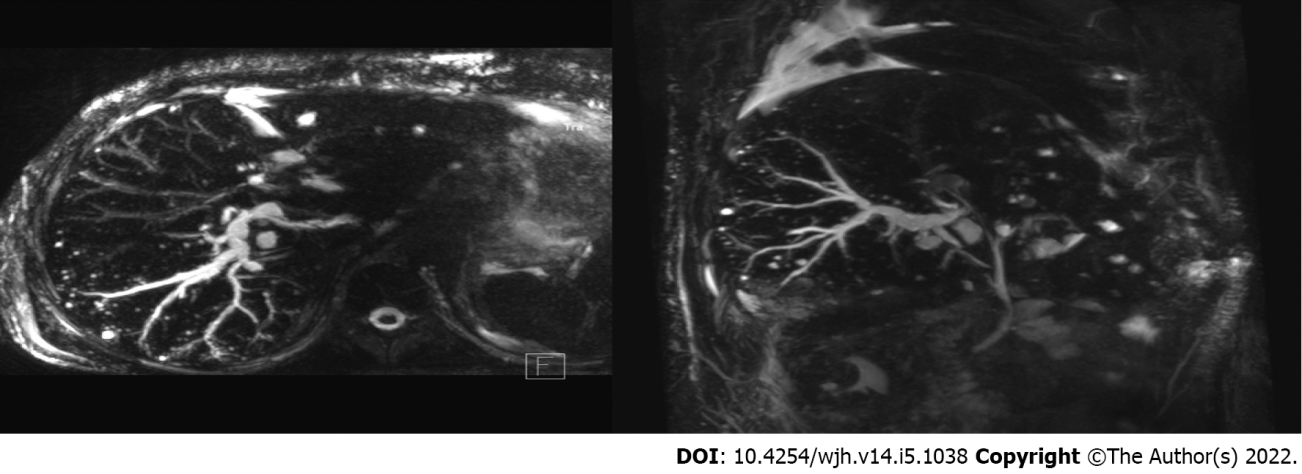 Tra
F
DOI: 10.4254/wjh.v14.i5.1038 Copyright ©The Author(s) 2022.